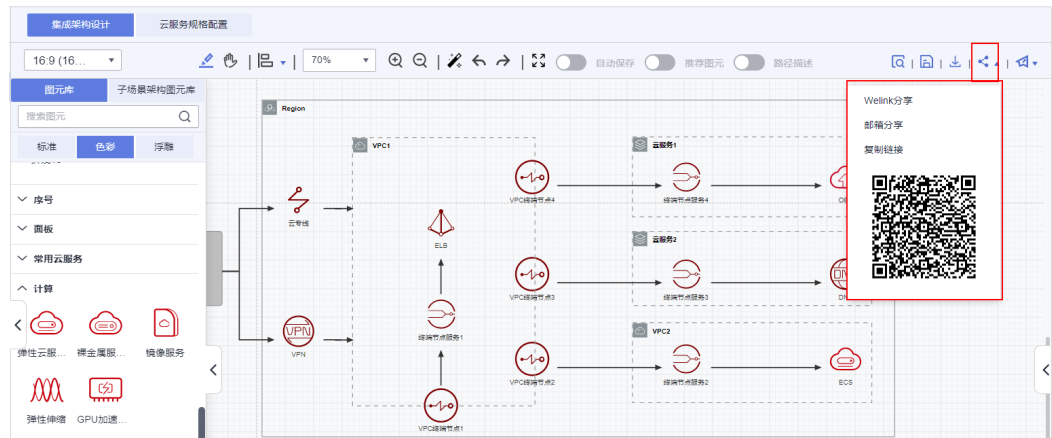 集成架构设计
云服务规格配置
16:9 (16...
70%
自动保存
推荐图元
路径描述
图元库
子场景架构图元库
搜索图元
标准
色彩
浮雕
序号
面板
常用云服务
计算
弹性云服...
裸金属服...
镜像服务
弹性伸缩
GPU加速...
Region
VPC1
云专线
VPN
VPN
ELB
终端节点服务1
VPC终端节点1
VPC终端节点4
VPC终端节点3
VPC终端节点2
云服务1
终端节点服务4
云服务2
终端节点服务3
VPC2
终端节点服务2
ECS
Welink分享
邮箱分享
复制链接